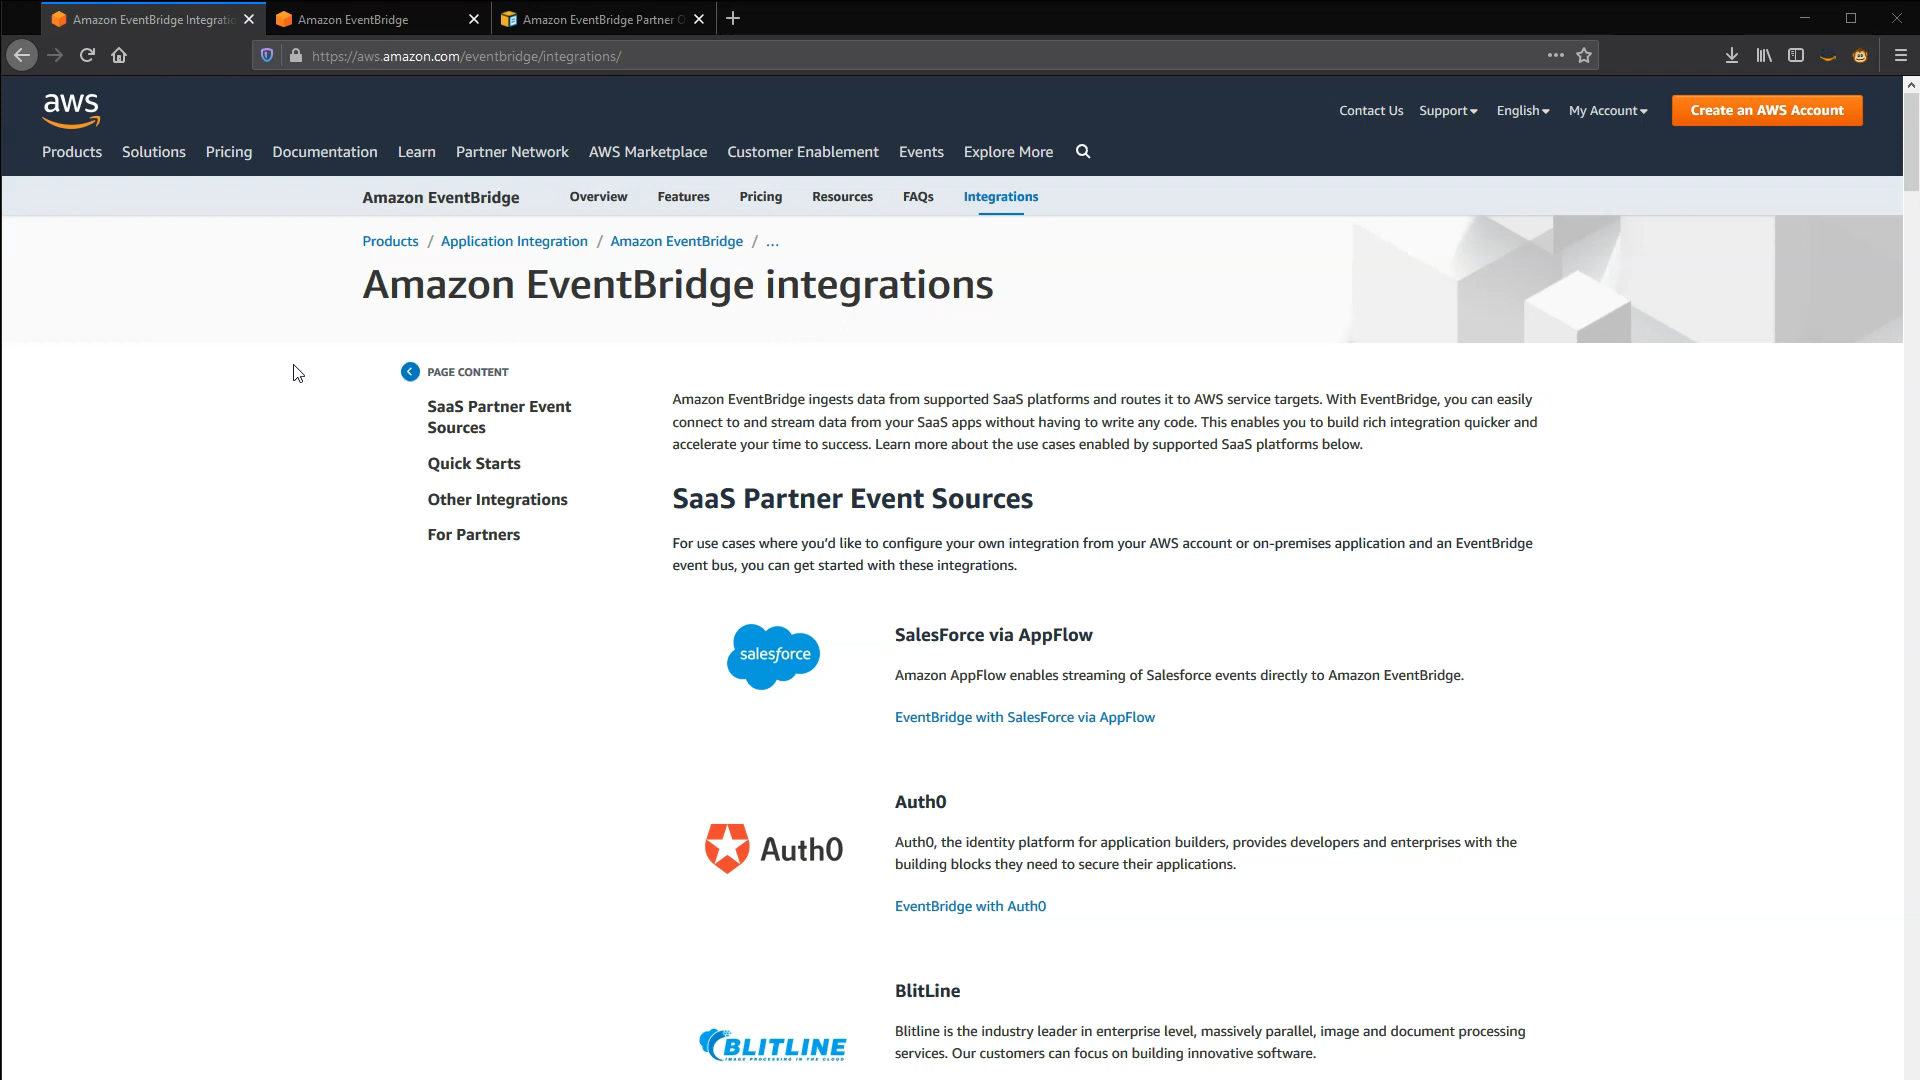 Amazon EventBridge Integratio
Amazon EventBridge
Amazon EventBridge Partner O
https://aws.amazon.com/eventbridge/integrations/
aws
Contact Us Support English My Account Create an AWS Account
Products Solutions Pricing Documentation Learn Partner Network AWS Marketplace Customer Enablement Events Explore More
Amazon EventBridge Overview Features Pricing Resources FAQs Integrations
Products / Application Integration / Amazon EventBridge / ...
Amazon EventBridge integrations
PAGE CONTENT
SaaS Partner Event
Sources
Quick Starts
Other Integrations
For Partners
Amazon EventBridge ingests data from supported SaaS platforms and routes it to AWS service targets. With EventBridge, you can easily
connect to and stream data from your SaaS apps without having to write any code. This enables you to build rich integration quicker and
accelerate your time to success. Learn more about the use cases enabled by supported SaaS platforms below.
SaaS Partner Event Sources
For use cases where you'd like to configure your own integration from your AWS account or on-premises application and an EventBridge
event bus, you can get started with these integrations.
salesforce
SalesForce via AppFlow
Amazon AppFlow enables streaming of Salesforce events directly to Amazon EventBridge.
EventBridge with SalesForce via AppFlow
Auth0
Auth0
Auth0, the identity platform for application builders, provides developers and enterprises with the
building blocks they need to secure their applications.
EventBridge with Auth0
BlitLine
BLITLINE
IMAGE PROCESSING IN THE CLOUD
Blitline is the industry leader in enterprise level, massively parallel, image and document processing
services. Our customers can focus on building innovative software.